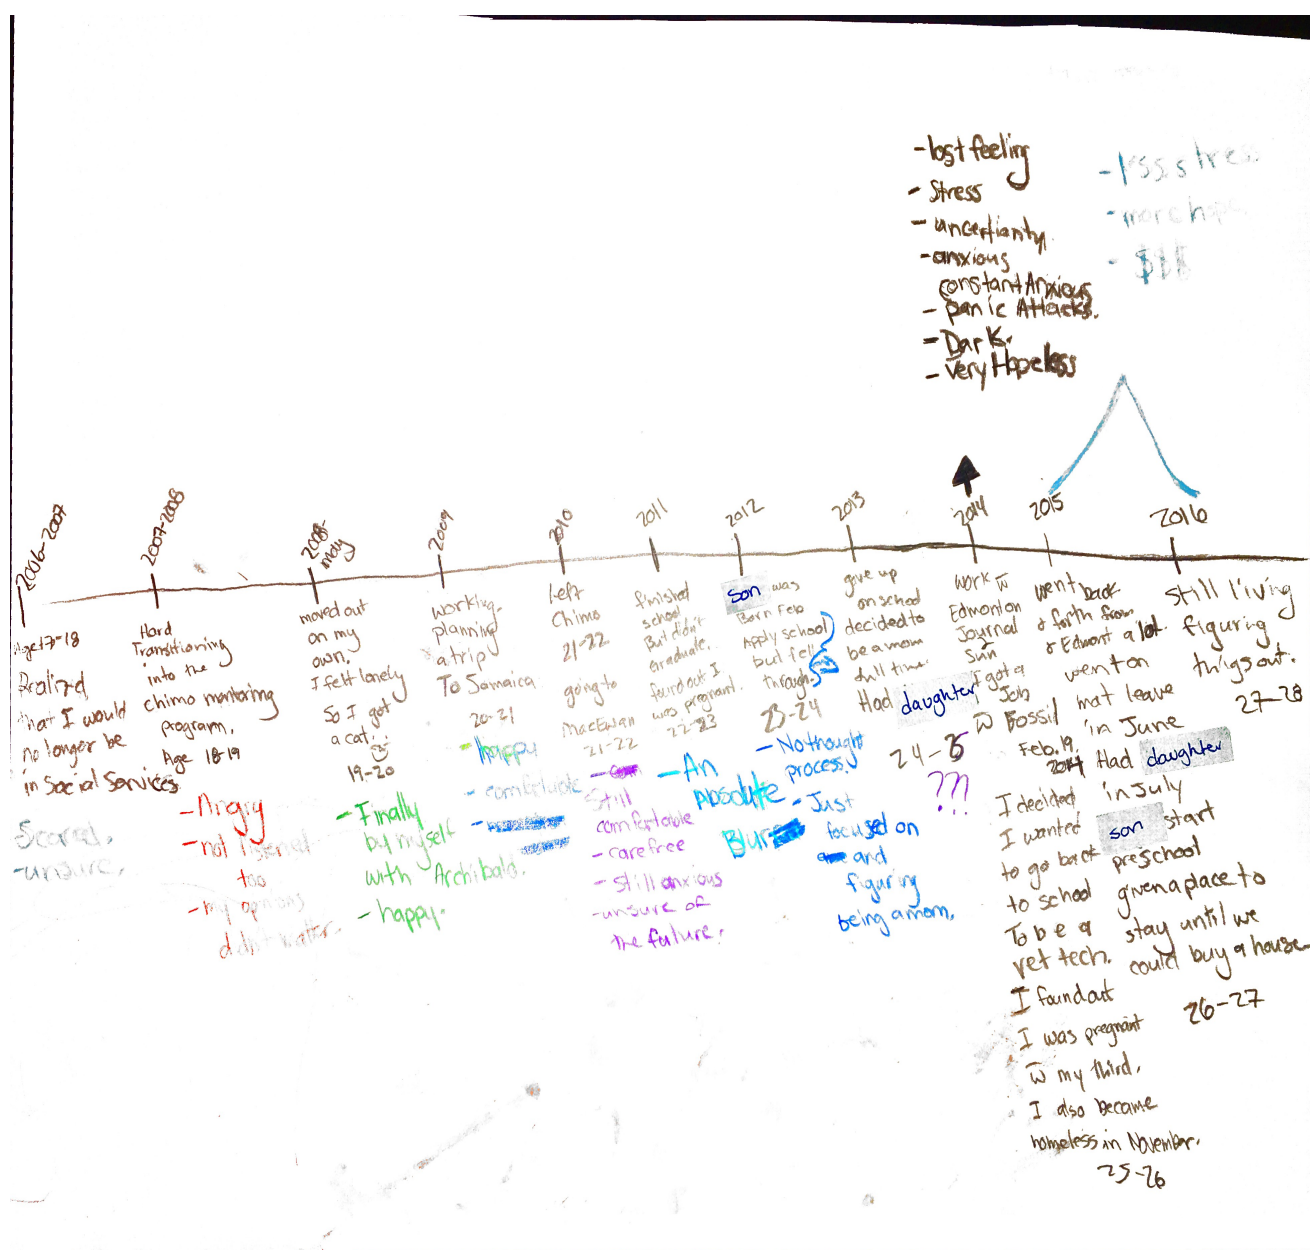 -lost feeling
- Stress
- uncertianty.
-anxious
constant Anxious
- panic Attacks.
- Dark.
- Very Hopeless
- less stress
- more hope
- $$$
2006-2007
Age 17-18
Realized
that I would
no longer be
in Social Services
-Scared.
-unsure.
2007-2008
Hard
Transitioning
into the
chimo mentoring
program.
Age 18-19
-Angry
-not listened
too
-my opinions
didn't matter.
2008-
may
moved out
on my
own.
I felt lonely
So I got
a cat.
19-20
-Finally
by myself
with Archibald.
-happy.
2009
working.
planning
a trip
To Jamaica
20-21
-happy
- comfortable
2010
Left
Chimo
21-22
going to
MacEwan
21-22
Still
comfortable
- carefree
- still anxious
-unsure of
the future.
2011
finished
school
But didn't
Graduate.
found out I
was pregnant.
22-23
-An
Absolute
Blur
2012
son was
Born Feb
Apply school
but fell
through.
23-24
- No thought
process.
- Just
focused on
and
figuring
being a mom.
2013
give up
on school
decided to
be a mom
full time.
Had daughter
24-25
??
2014
work w̄
Edmonton
Journal
Sun
I got a
Job
w̄ Fossil
Feb. 19,
2014
I decided
I wanted
to go back
to school
To be a
vet tech.
I found out
I was pregnant
w̄ my third.
I also became
homeless in November.
25-26
2015
went back
& forth from
& Edmont a lot.
went on
mat leave
in June
Had daughter
in July
son start
preschool
given a place to
stay until we
could buy a house
26-27
2016
still living
figuring
things out.
27-28